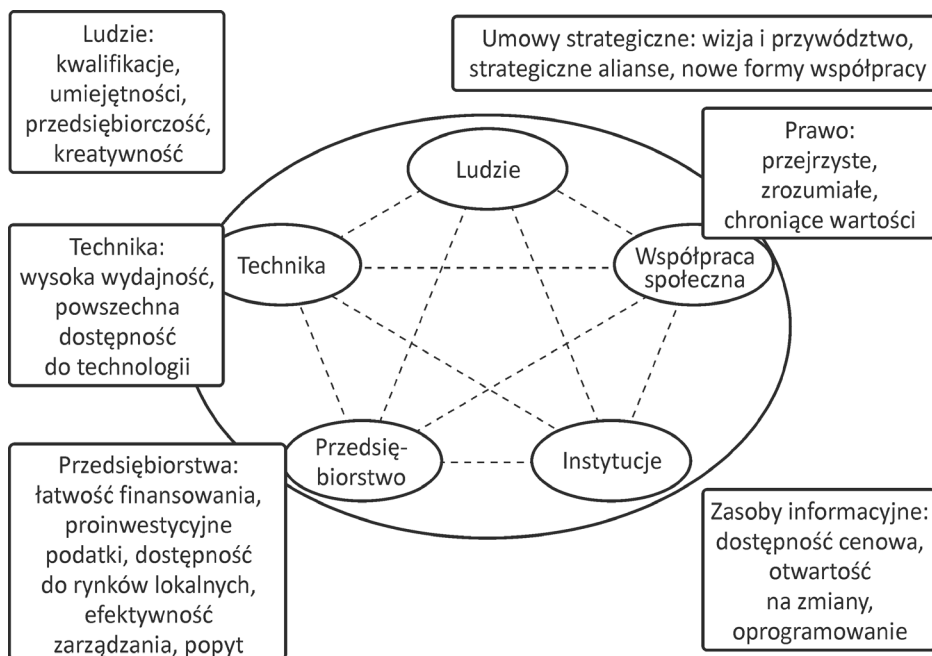 Ludzie:
kwalifikacje,
umiejętności,
przedsiębiorczość,
kreatywność
Umowy strategiczne: wizja i przywództwo,
strategiczne alianse, nowe formy współpracy
Prawo:
przejrzyste,
zrozumiałe,
chroniące wartości
Ludzie
Technika:
wysoka wydajność,
powszechna
dostępność
do technologii
Technika
Współpraca
społeczna
Przedsię-
biorstwo
Instytucje
Przedsiębiorstwa:
łatwość finansowania,
proinwestycyjne
podatki, dostępność
do rynków lokalnych,
efektywność
zarządzania, popyt
Zasoby informacyjne:
dostępność cenowa,
otwartość
na zmiany,
oprogramowanie